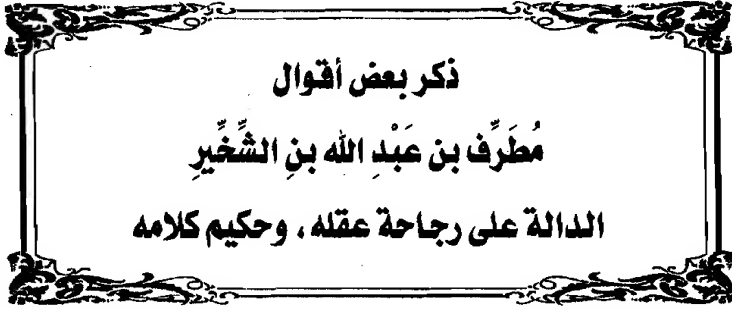 ذكر بعض أقوال
مُطَرِّف بن عَبْدِ الله بنِ الشِّخِّيرِ
الدالة على رجاحة عقله ، وحكيم كلامه